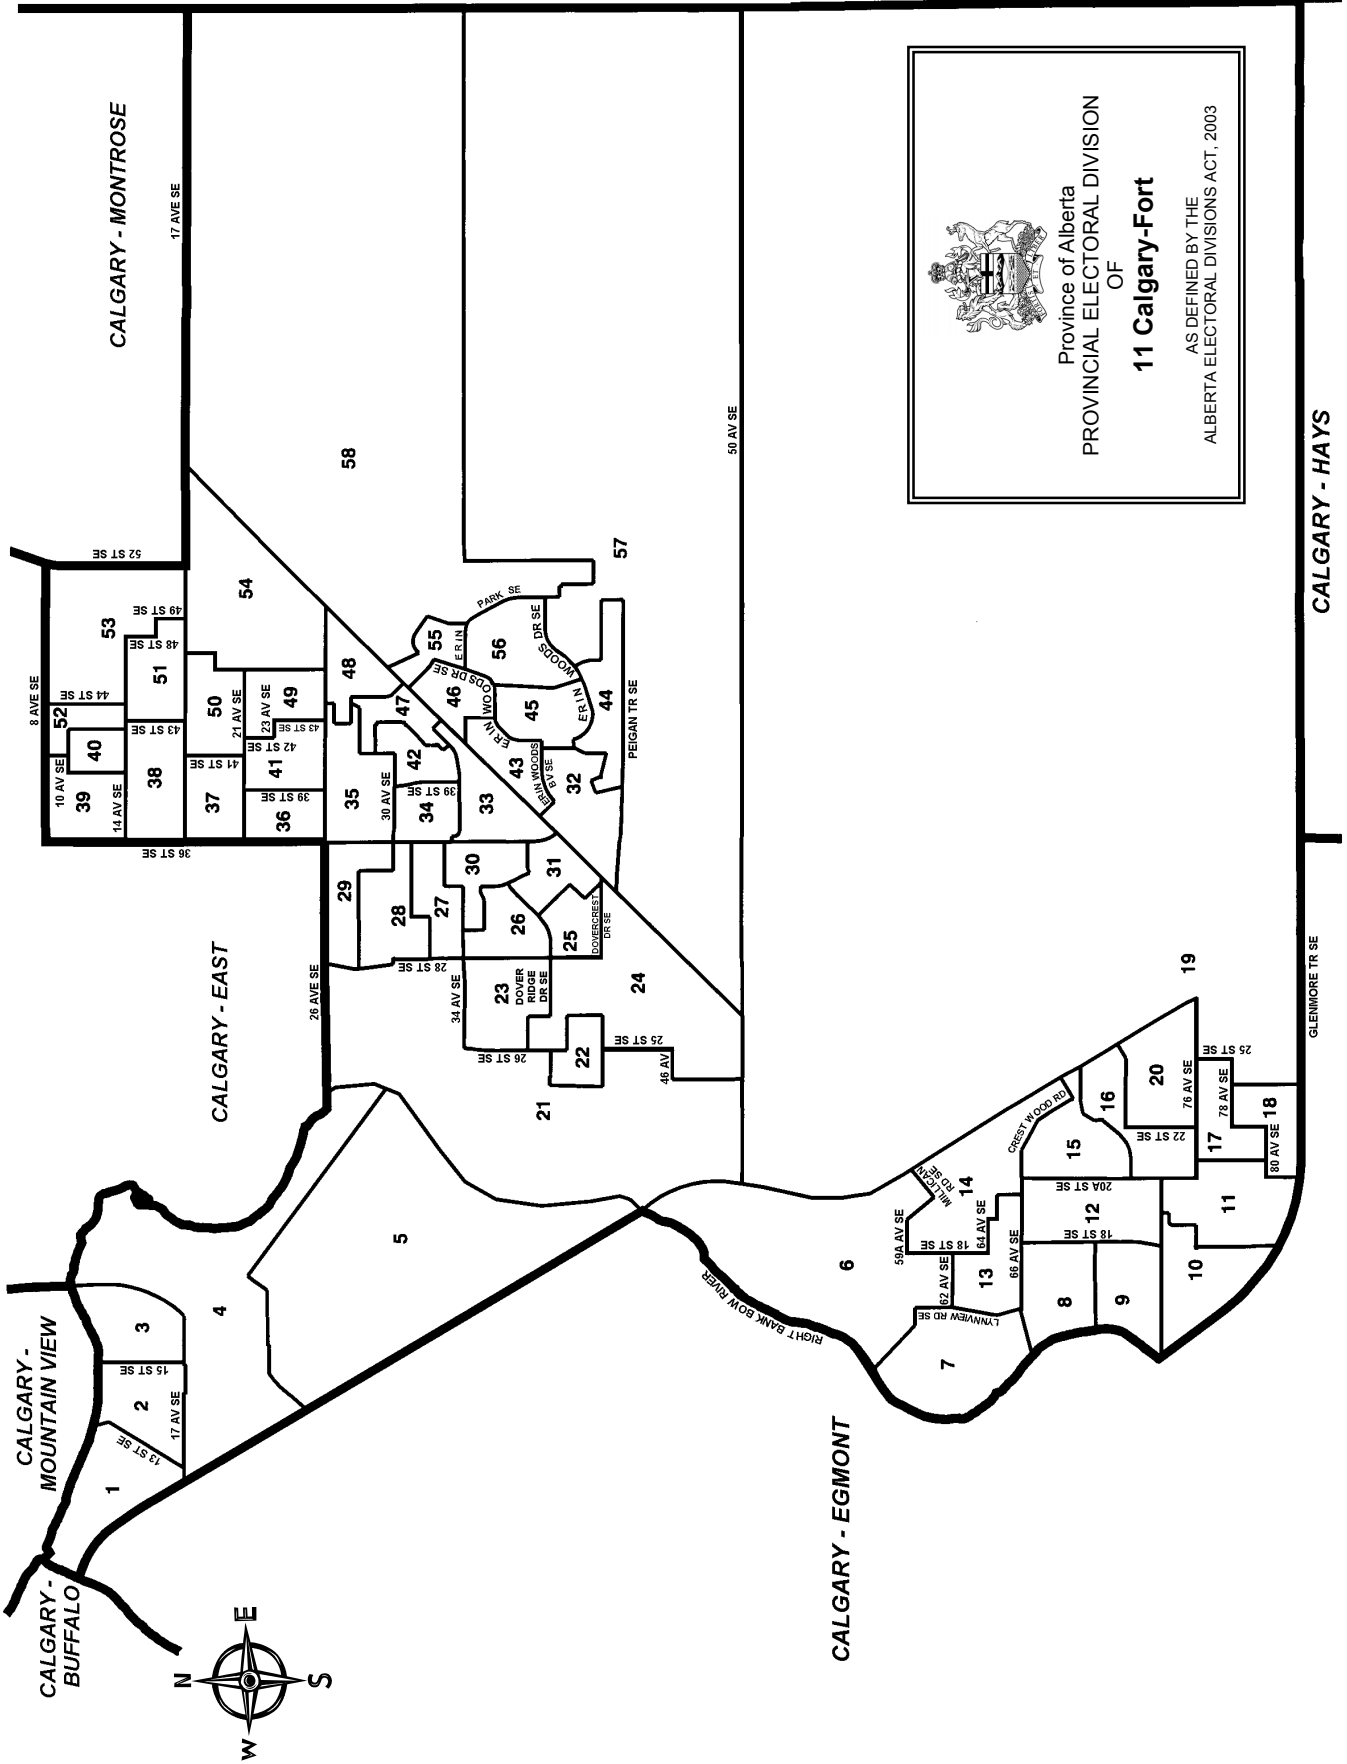 CALGARY -
BUFFALO
CALGARY -
MOUNTAIN VIEW
CALGARY - EAST
CALGARY - MONTROSE
CALGARY - EGMONT
CALGARY - HAYS
N
E
S
W
1
13 ST SE
2
17 AV SE
15 ST SE
3
4
5
26 AVE SE
8 AVE SE
17 AVE SE
52 ST SE
36 ST SE
10 AV SE
39
14 AV SE
40
52
44 ST SE
53
49 ST SE
48 ST SE
51
43 ST SE
38
37
41 ST SE
50
21 AV SE
23 AV SE
49
43 ST SE
42 ST SE
41
39 ST SE
36
54
58
48
47
35
30 AV SE
42
39 ST SE
34
33
29
28
28 ST SE
27
30
31
26
25
DOVERCREST
DR SE
34 AV SE
23
DOVER
RIDGE
DR SE
26 ST SE
22
25 ST SE
24
46 AV
21
55
ERIN
PARK SE
56
WOODS DR SE
57
46
ERIN WOODS DR SE
45
ERIN
44
43
ERIN WOODS
BV SE
32
PEIGAN TR SE
50 AV SE
6
RIGHT BANK BOW RIVER
7
LYNNVIEW RD SE
59A AV SE
18 ST SE
62 AV SE
64 AV SE
MILLICAN
RD SE
14
13
66 AV SE
CRESTWOOD RD
8
9
18 ST SE
12
20A ST SE
15
16
22 ST SE
20
76 AV SE
25 ST SE
78 AV SE
17
18
80 AV SE
11
10
19
GLENMORE TR SE
Province of Alberta
PROVINCIAL ELECTORAL DIVISION
OF
11 Calgary-Fort
AS DEFINED BY THE
ALBERTA ELECTORAL DIVISIONS ACT, 2003